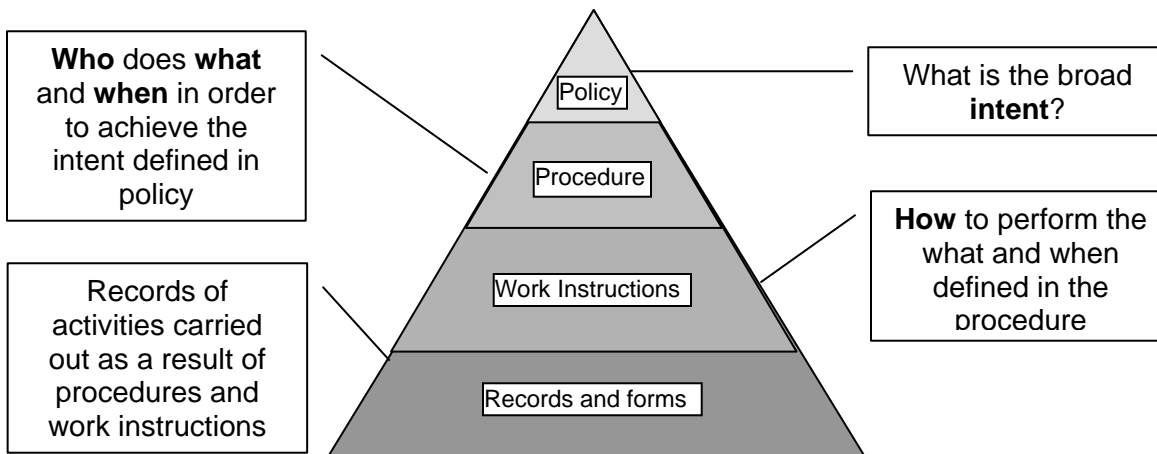 Who does what
and when in order
to achieve the
intent defined in
policy
Policy
What is the broad
intent?
Procedure
How to perform the
what and when
defined in the
procedure
Work Instructions
Records of
activities carried
out as a result of
procedures and
work instructions
Records and forms